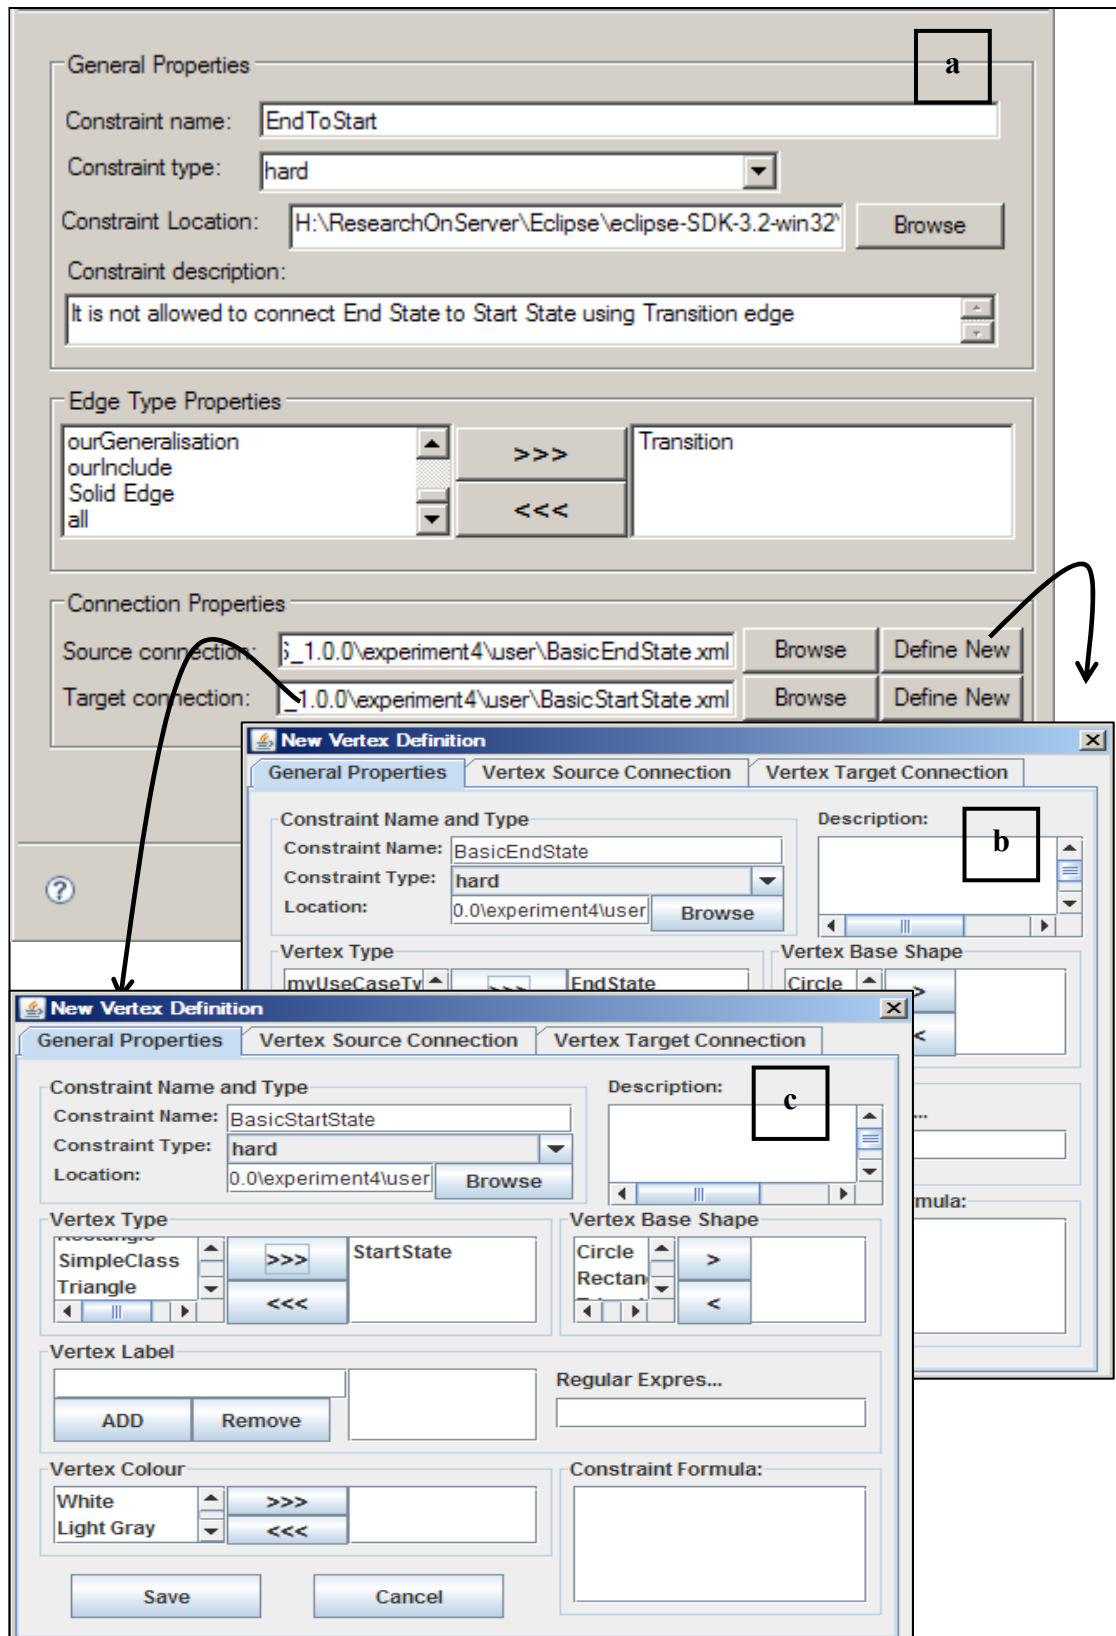 a
General Properties
Constraint name: EndToStart
Constraint type: hard
Constraint Location: H:\ResearchOnServer\Eclipse\eclipse-SDK-3.2-win32\ Browse
Constraint description:
It is not allowed to connect End State to Start State using Transition edge
Edge Type Properties
ourGeneralisation
ourInclude
Solid Edge
all
>>>
<<<
Transition
Connection Properties
Source connection: _1.0.0\experiment4\user\BasicEndState.xml Browse Define New
Target connection: _1.0.0\experiment4\user\BasicStartState.xml Browse Define New
New Vertex Definition
General Properties Vertex Source Connection Vertex Target Connection
b
Constraint Name and Type
Description:
Constraint Name: BasicEndState
Constraint Type: hard
Location: 0.0\experiment4\user Browse
Vertex Type
Vertex Base Shape
myUseCaseTy >>> EndState
Circle >
<
...
mula:
New Vertex Definition
General Properties Vertex Source Connection Vertex Target Connection
c
Constraint Name and Type
Description:
Constraint Name: BasicStartState
Constraint Type: hard
Location: 0.0\experiment4\user Browse
Vertex Type
Vertex Base Shape
Rectangle
SimpleClass
Triangle
>>>
<<<
StartState
Circle
Rectan
>
<
Vertex Label
Regular Expres...
ADD Remove
Vertex Colour
Constraint Formula:
White
Light Gray
>>>
<<<
Save Cancel
?